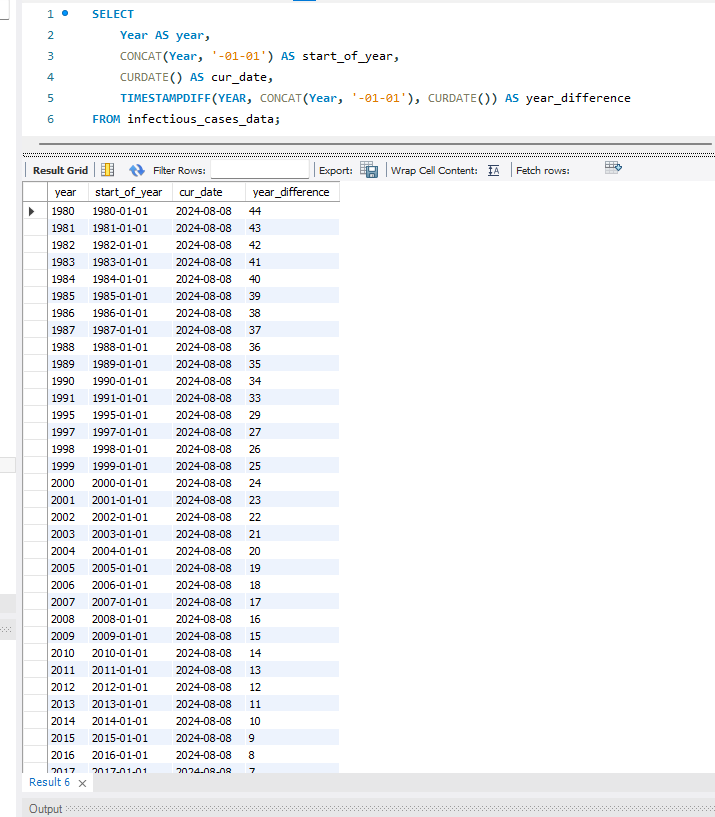 1 SELECT
2 Year AS year,
3 CONCAT(Year, '-01-01') AS start_of_year,
4 CURDATE() AS cur_date,
5 TIMESTAMPDIFF(YEAR, CONCAT(Year, '-01-01'), CURDATE()) AS year_difference
6 FROM infectious_cases_data;
Result Grid Filter Rows: Export: Wrap Cell Content: IA Fetch rows:
year start_of_year cur_date year_difference
1980 1980-01-01 2024-08-08 44
1981 1981-01-01 2024-08-08 43
1982 1982-01-01 2024-08-08 42
1983 1983-01-01 2024-08-08 41
1984 1984-01-01 2024-08-08 40
1985 1985-01-01 2024-08-08 39
1986 1986-01-01 2024-08-08 38
1987 1987-01-01 2024-08-08 37
1988 1988-01-01 2024-08-08 36
1989 1989-01-01 2024-08-08 35
1990 1990-01-01 2024-08-08 34
1991 1991-01-01 2024-08-08 33
1995 1995-01-01 2024-08-08 29
1997 1997-01-01 2024-08-08 27
1998 1998-01-01 2024-08-08 26
1999 1999-01-01 2024-08-08 25
2000 2000-01-01 2024-08-08 24
2001 2001-01-01 2024-08-08 23
2002 2002-01-01 2024-08-08 22
2003 2003-01-01 2024-08-08 21
2004 2004-01-01 2024-08-08 20
2005 2005-01-01 2024-08-08 19
2006 2006-01-01 2024-08-08 18
2007 2007-01-01 2024-08-08 17
2008 2008-01-01 2024-08-08 16
2009 2009-01-01 2024-08-08 15
2010 2010-01-01 2024-08-08 14
2011 2011-01-01 2024-08-08 13
2012 2012-01-01 2024-08-08 12
2013 2013-01-01 2024-08-08 11
2014 2014-01-01 2024-08-08 10
2015 2015-01-01 2024-08-08 9
2016 2016-01-01 2024-08-08 8
2017 2017-01-01 2024-08-08 7
Result 6
Output